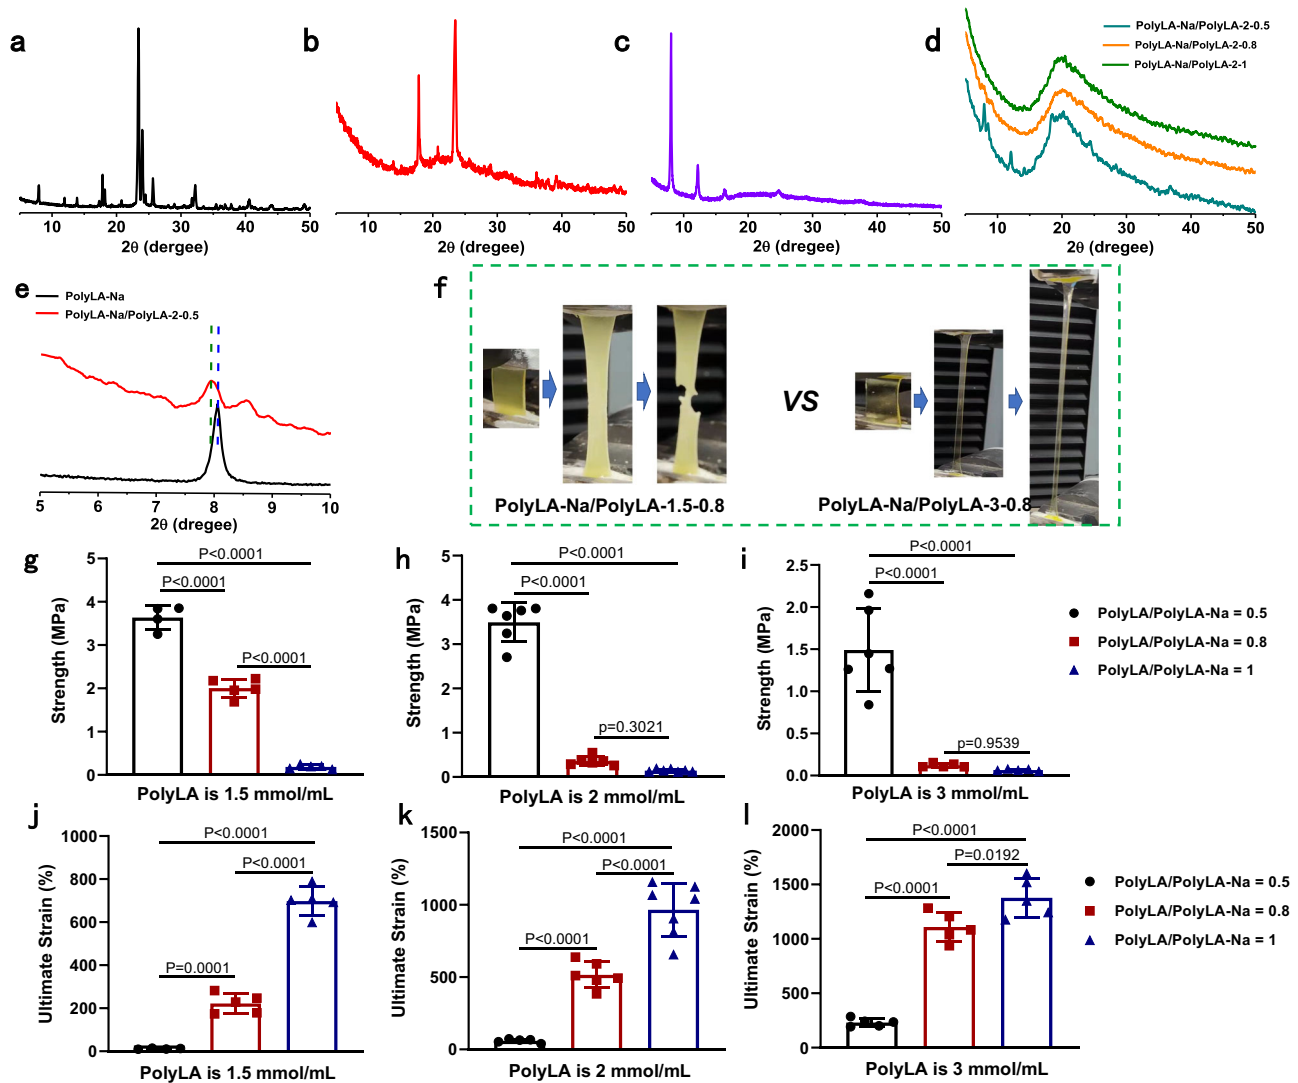 a
10 20 30 40 50
2θ (dergee)
b
10 20 30 40 50
2θ (dregee)
c
10 20 30 40 50
2θ (dregee)
d
PolyLA-Na/PolyLA-2-0.5
PolyLA-Na/PolyLA-2-0.8
PolyLA-Na/PolyLA-2-1
10 20 30 40 50
2θ (dregee)
e
PolyLA-Na
PolyLA-Na/PolyLA-2-0.5
5 6 7 8 9 10
2θ (dregee)
f
VS
PolyLA-Na/PolyLA-1.5-0.8
PolyLA-Na/PolyLA-3-0.8
g
P<0.0001
P<0.0001
P<0.0001
Strength (MPa)
5
4
3
2
1
0
PolyLA is 1.5 mmol/mL
h
P<0.0001
P<0.0001
p=0.3021
Strength (MPa)
5
4
3
2
1
0
PolyLA is 2 mmol/mL
i
P<0.0001
P<0.0001
p=0.9539
Strength (MPa)
2.5
2.0
1.5
1.0
0.5
0.0
PolyLA is 3 mmol/mL
PolyLA/PolyLA-Na = 0.5
PolyLA/PolyLA-Na = 0.8
PolyLA/PolyLA-Na = 1
j
P<0.0001
P<0.0001
P=0.0001
Ultimate Strain (%)
1000
800
600
400
200
0
PolyLA is 1.5 mmol/mL
k
P<0.0001
P<0.0001
P<0.0001
Ultimate Strain (%)
1500
1000
500
0
PolyLA is 2 mmol/mL
l
P<0.0001
P=0.0192
P<0.0001
Ultimate Strain (%)
2000
1500
1000
500
0
PolyLA is 3 mmol/mL
PolyLA/PolyLA-Na = 0.5
PolyLA/PolyLA-Na = 0.8
PolyLA/PolyLA-Na = 1